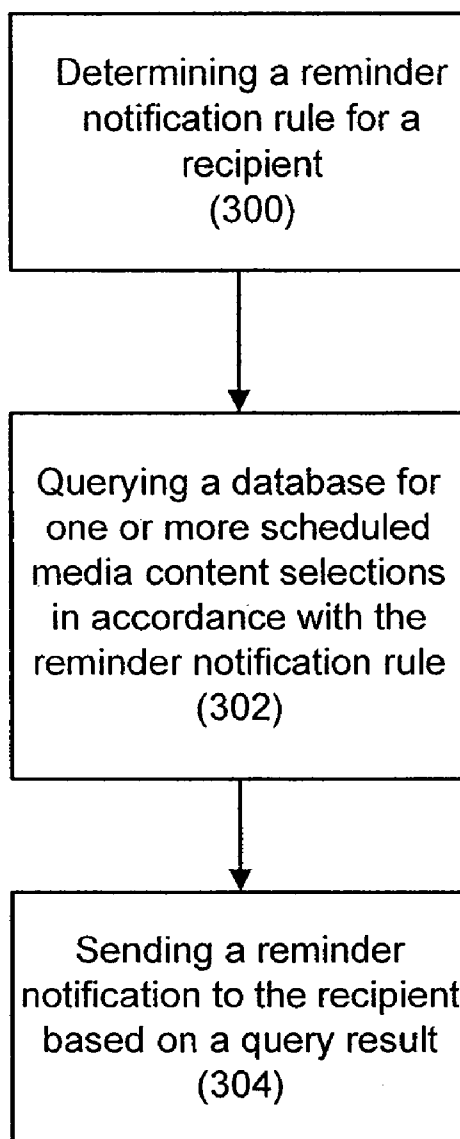 Determining a reminder
notification rule for a
recipient
(300)
Querying a database for
one or more scheduled
media content selections
in accordance with the
reminder notification rule
(302)
Sending a reminder
notification to the recipient
based on a query result
(304)